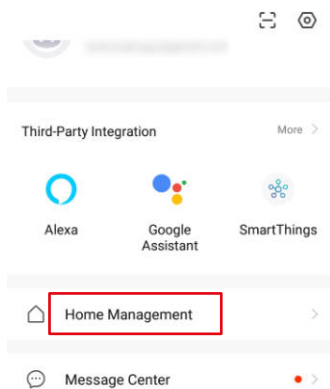 Third-Party Integration More
Alexa Google SmartThings
Assistant
Home Management
Message Center